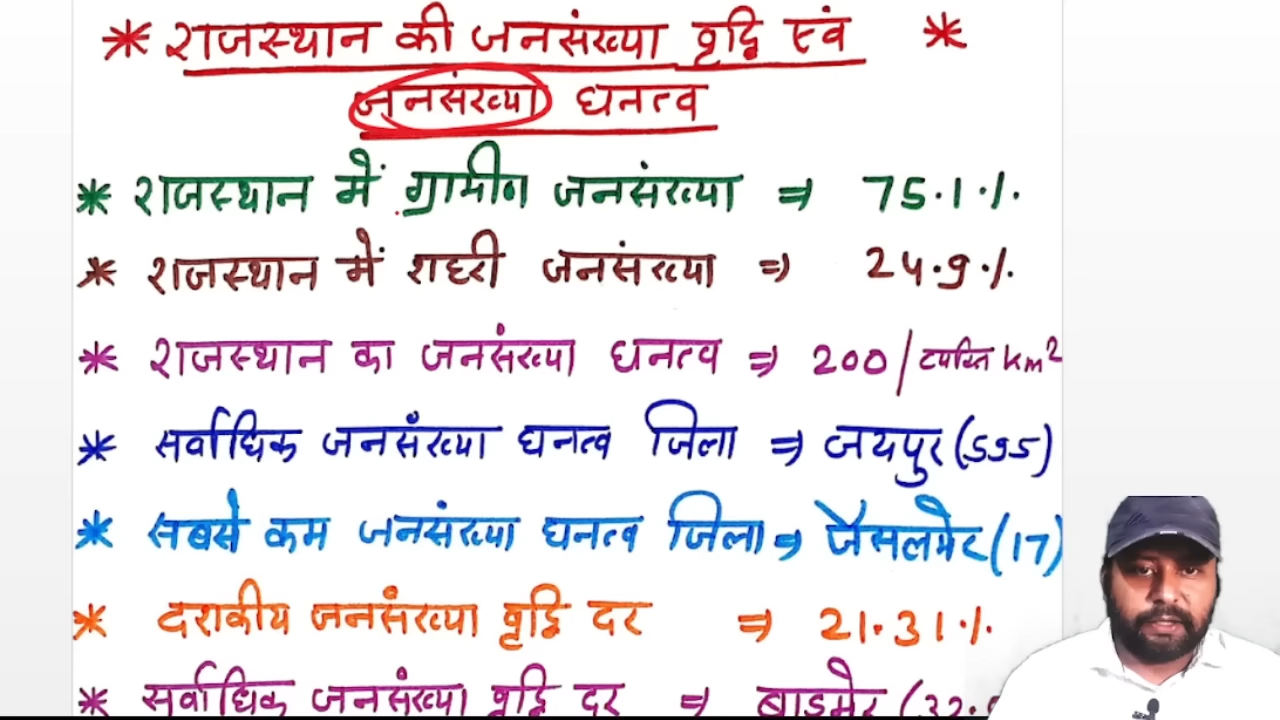 * राजस्थान की जनसंख्या वृद्धि एवं *
जनसंख्या घनत्व
* राजस्थान में ग्रामीण जनसंख्या ⇒ 75.1%
* राजस्थान में शहरी जनसंख्या ⇒ 24.9%
* राजस्थान का जनसंख्या घनत्व ⇒ 200/व्यक्ति km²
* सर्वाधिक जनसंख्या घनत्व जिला ⇒ जयपुर (595)
* सबसे कम जनसंख्या घनत्व जिला ⇒ जैसलमेर (17)
* दशकीय जनसंख्या वृद्धि दर ⇒ 21.31%
* सर्वाधिक जनसंख्या वृद्धि दर ⇒ बाडमेर (32.